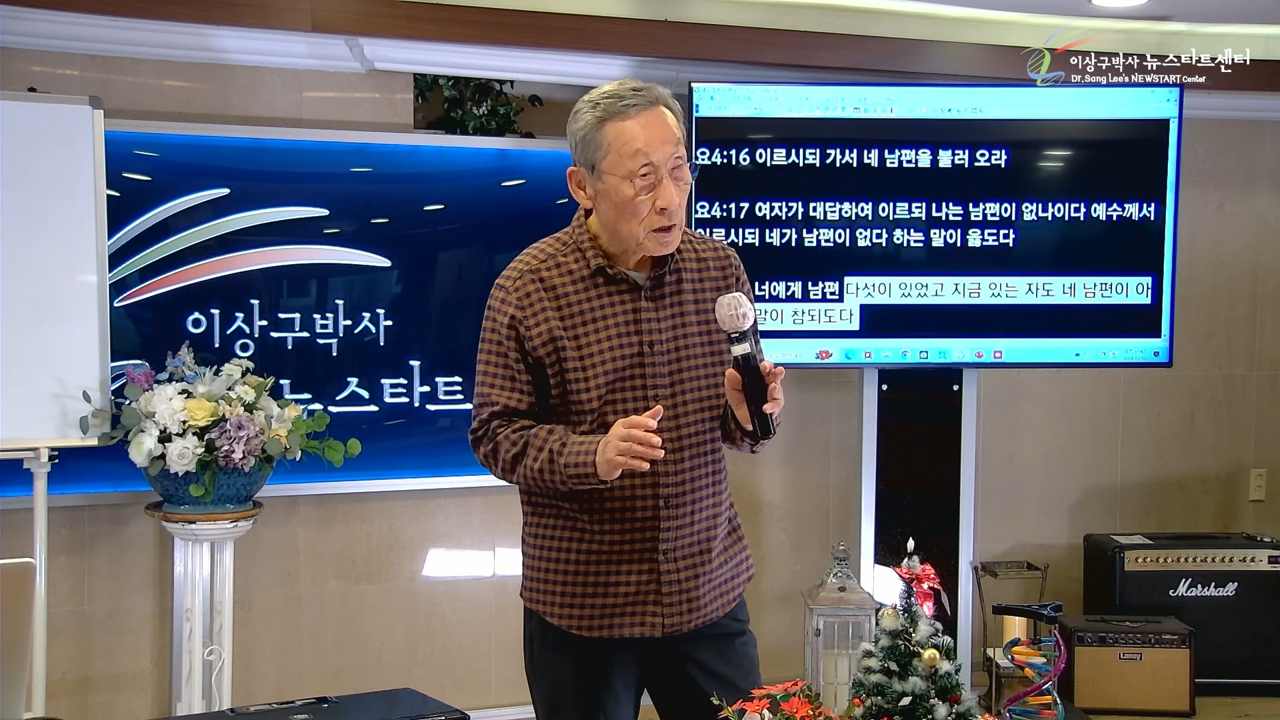 이상구박사 뉴스타트센터
Dr. Sang Lee's NEWSTART Center
요4:16 이르시되 가서 네 남편을 불러 오라
요4:17 여자가 대답하여 이르되 나는 남편이 없나이다 예수께서
이르시되 네가 남편이 없다 하는 말이 옳도다
너에게 남편 다섯이 있었고 지금 있는 자도 네 남편이 아
말이 참되도다
이상구박사
뉴스타트
Marshall
Laney